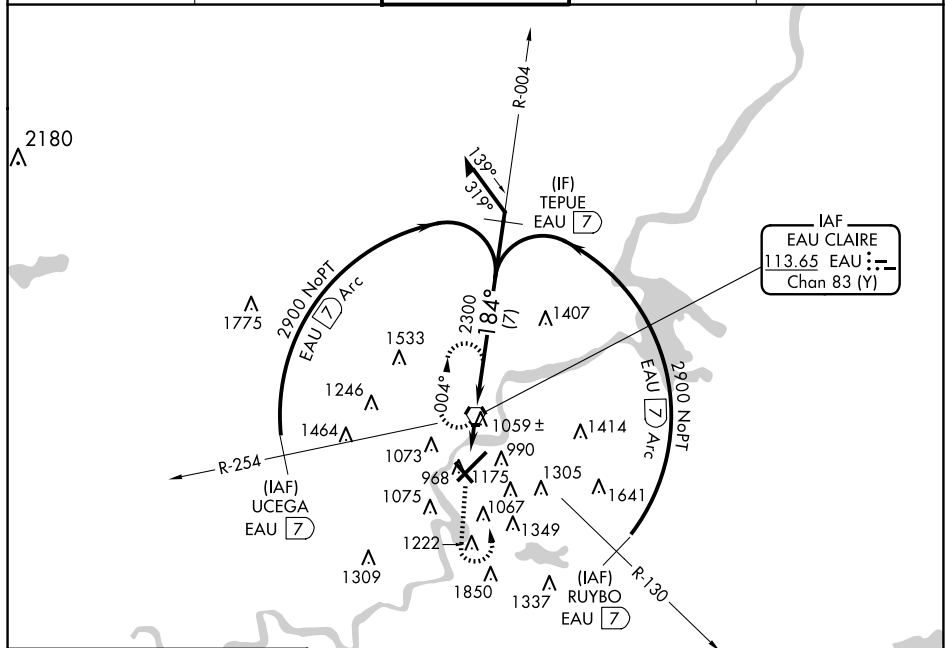 2180
R-004
139°
319°
(IF)
TEPUE
EAU 7
IAF
EAU CLAIRE
113.65 EAU
Chan 83 (Y)
2900 NoPT
EAU 7 Arc
1775
2300
184°
(7)
1407
1533
004°
1246
2900 NoPT
EAU 7 Arc
1464
1059 ±
1414
R-254
1073
990
968
1175
1305
1641
(IAF)
UCEGA
EAU 7
1075
1067
1349
1222
1309
1850
1337
(IAF)
RUYBO
EAU 7
R-130